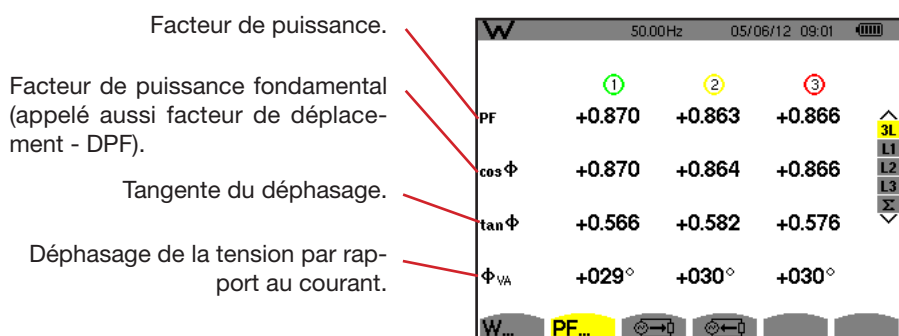 Facteur de puissance.
Facteur de puissance fondamental
(appelé aussi facteur de déplace-
ment - DPF).
Tangente du déphasage.
Déphasage de la tension par rap-
port au courant.
W 50.00Hz 05/06/12 09:01
1 2 3
PF +0.870 +0.863 +0.866
cos Φ +0.870 +0.864 +0.866
tan Φ +0.566 +0.582 +0.576
Φ VA +029° +030° +030°
3L
L1
L2
L3
Σ
W... PF...